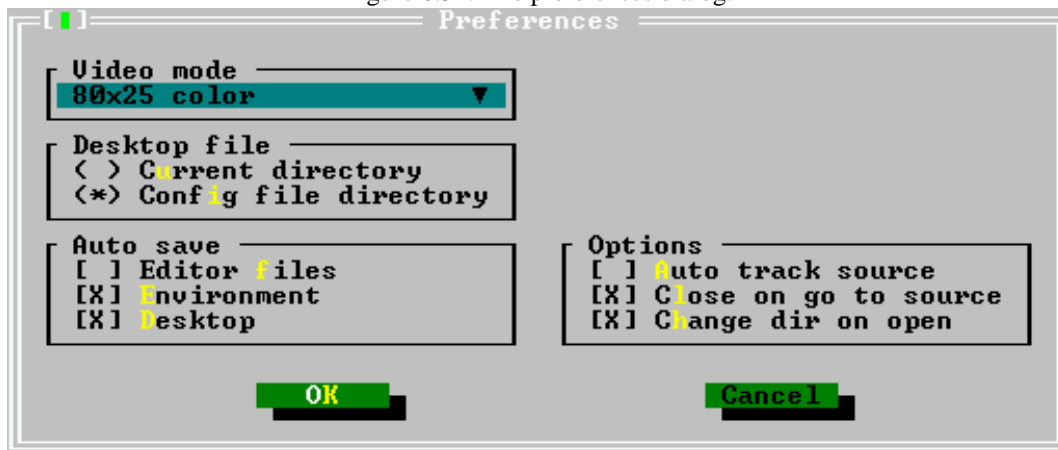 Preferences
Video mode
80x25 color ▼
Desktop file
( ) Current directory
(*) Config file directory
Auto save
[ ] Editor files
[X] Environment
[X] Desktop
Options
[ ] Auto track source
[X] Close on go to source
[X] Change dir on open
OK
Cancel